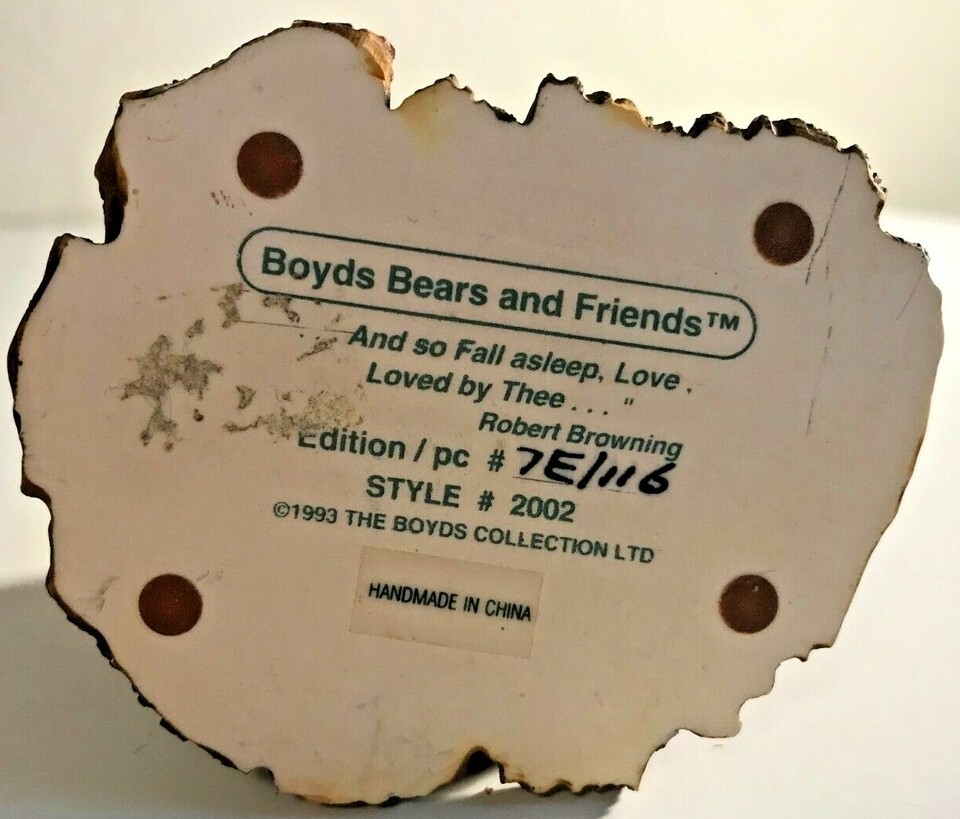 Boyds Bears and Friends™
And so Fall asleep, Love.
Loved by Thee... "
Robert Browning
Edition / pc # 7E/116
STYLE # 2002
©1993 THE BOYDS COLLECTION LTD
HANDMADE IN CHINA